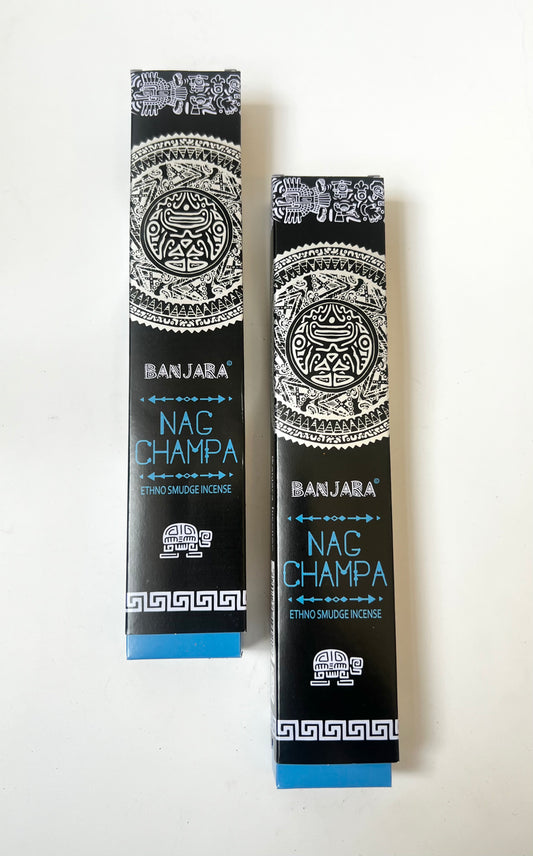 BANJARA©
NAG
CHAMPA
ETHNO SMUDGE INCENSE
BANJARA©
NAG
CHAMPA
ETHNO SMUDGE INCENSE